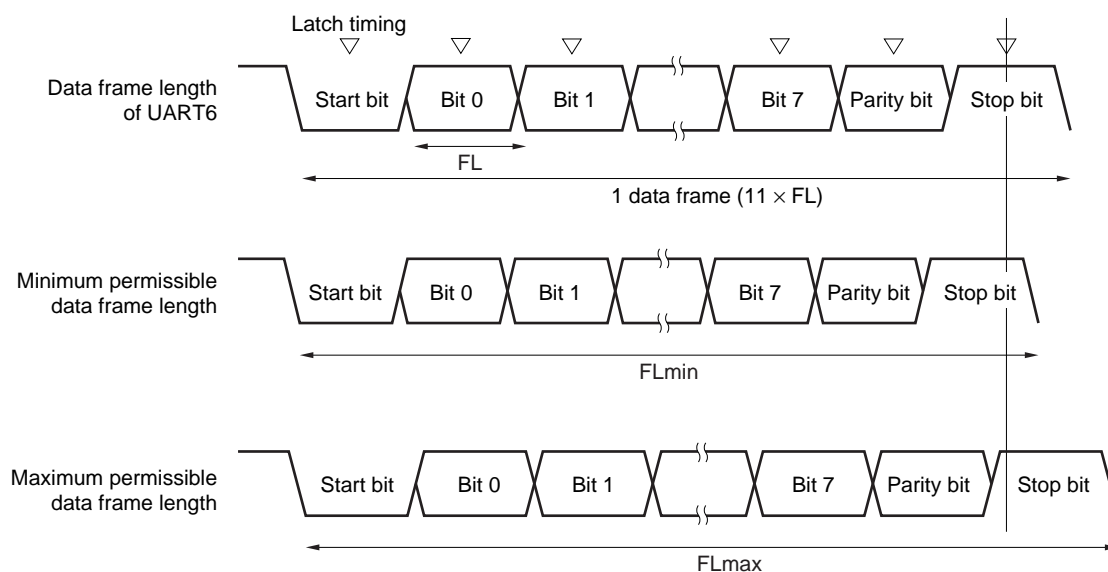 Latch timing
Data frame length
of UART6
Start bit
Bit 0
Bit 1
Bit 7
Parity bit
Stop bit
FL
1 data frame (11 × FL)
Minimum permissible
data frame length
Start bit
Bit 0
Bit 1
Bit 7
Parity bit
Stop bit
FLmin
Maximum permissible
data frame length
Start bit
Bit 0
Bit 1
Bit 7
Parity bit
Stop bit
FLmax